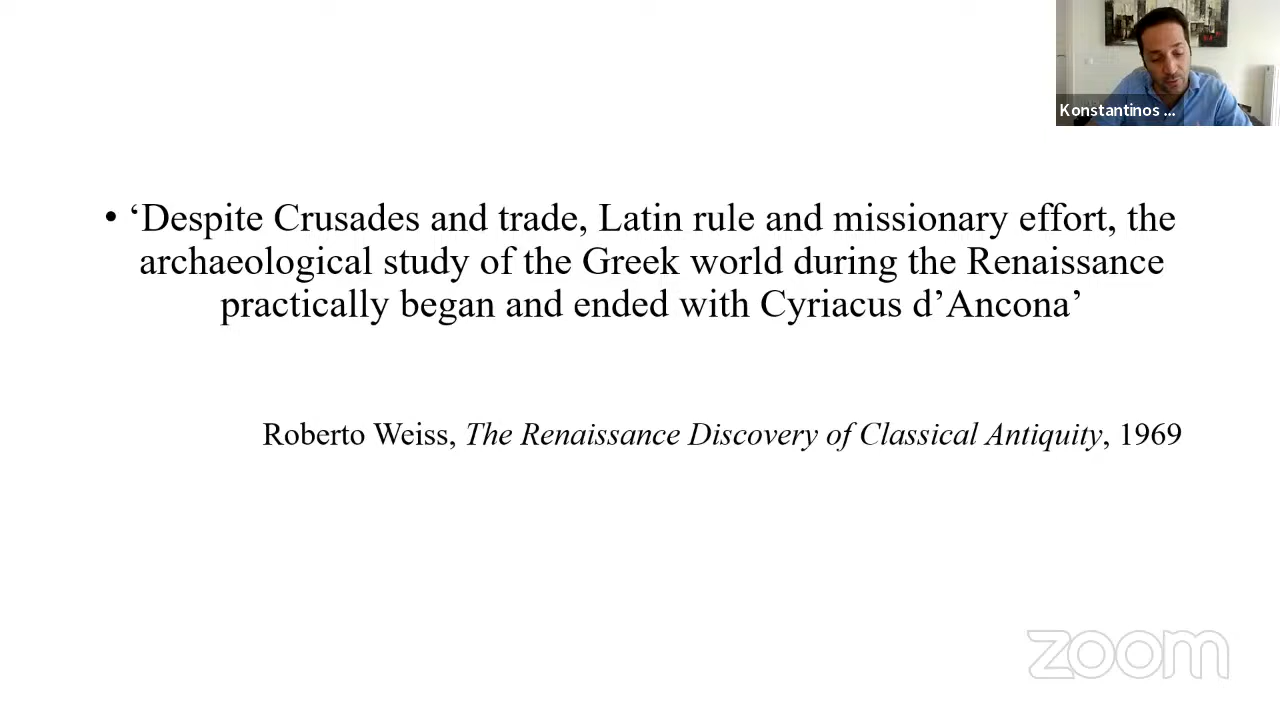 Konstantinos ...
• ‘Despite Crusades and trade, Latin rule and missionary effort, the
archaeological study of the Greek world during the Renaissance
practically began and ended with Cyriacus d’Ancona’
Roberto Weiss, The Renaissance Discovery of Classical Antiquity, 1969
zoom